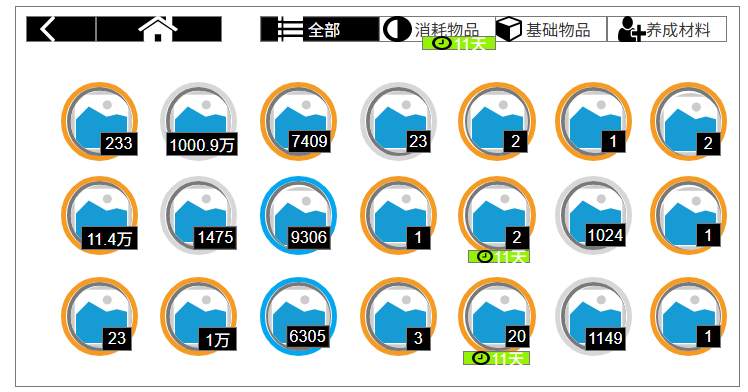 全部 消耗物品 基础物品 养成材料
11天
233 1000.9万 7409 23 2 1 2
11.4万 1475 9306 1 2 1024 1
11天
23 1万 6305 3 20 1149 1
11天